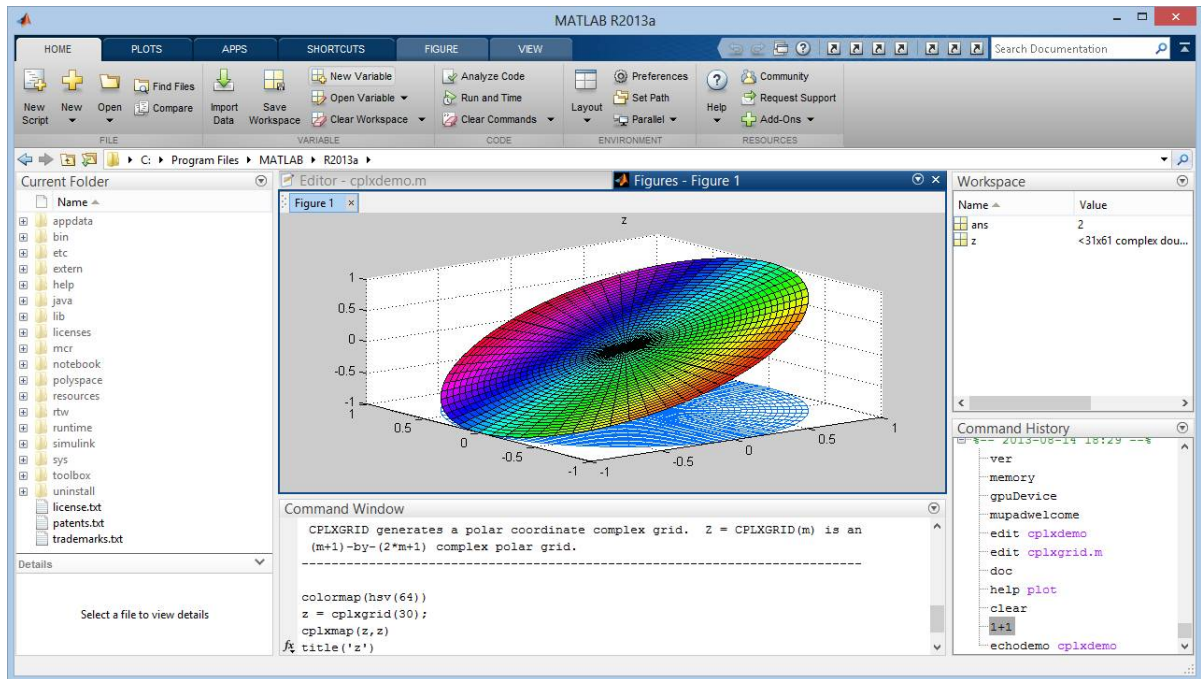 MATLAB R2013a
HOME PLOTS APPS SHORTCUTS FIGURE VIEW Search Documentation
New Script
New
Open
Find Files
Compare
FILE
Import Data
Save Workspace
New Variable
Open Variable
Clear Workspace
VARIABLE
Analyze Code
Run and Time
Clear Commands
CODE
Layout
Preferences
Set Path
Parallel
ENVIRONMENT
Help
Community
Request Support
Add-Ons
RESOURCES
C: Program Files MATLAB R2013a
Current Folder
Name
appdata
bin
etc
extern
help
java
lib
licenses
mcr
notebook
polyspace
resources
rtw
runtime
simulink
sys
toolbox
uninstall
license.txt
patents.txt
trademarks.txt
Details
Select a file to view details
Editor - cplxdemo.m
Figures - Figure 1
Figure 1
z
1
0.5
0
-0.5
-1
1
0.5
0
-0.5
-1
-1
-0.5
0
0.5
1
Command Window
CPLXGRID generates a polar coordinate complex grid. Z = CPLXGRID(m) is an
(m+1)-by-(2*m+1) complex polar grid.
--------------------------------------------------------------------------
colormap(hsv(64))
z = cplxgrid(30);
cplxmap(z,z)
fx title('z')
Workspace
Name Value
ans 2
z <31x61 complex dou...
Command History
%-- 2013-08-14 18:29 --%
ver
memory
gpuDevice
mupadwelcome
edit cplxdemo
edit cplxgrid.m
doc
help plot
clear
1+1
echodemo cplxdemo